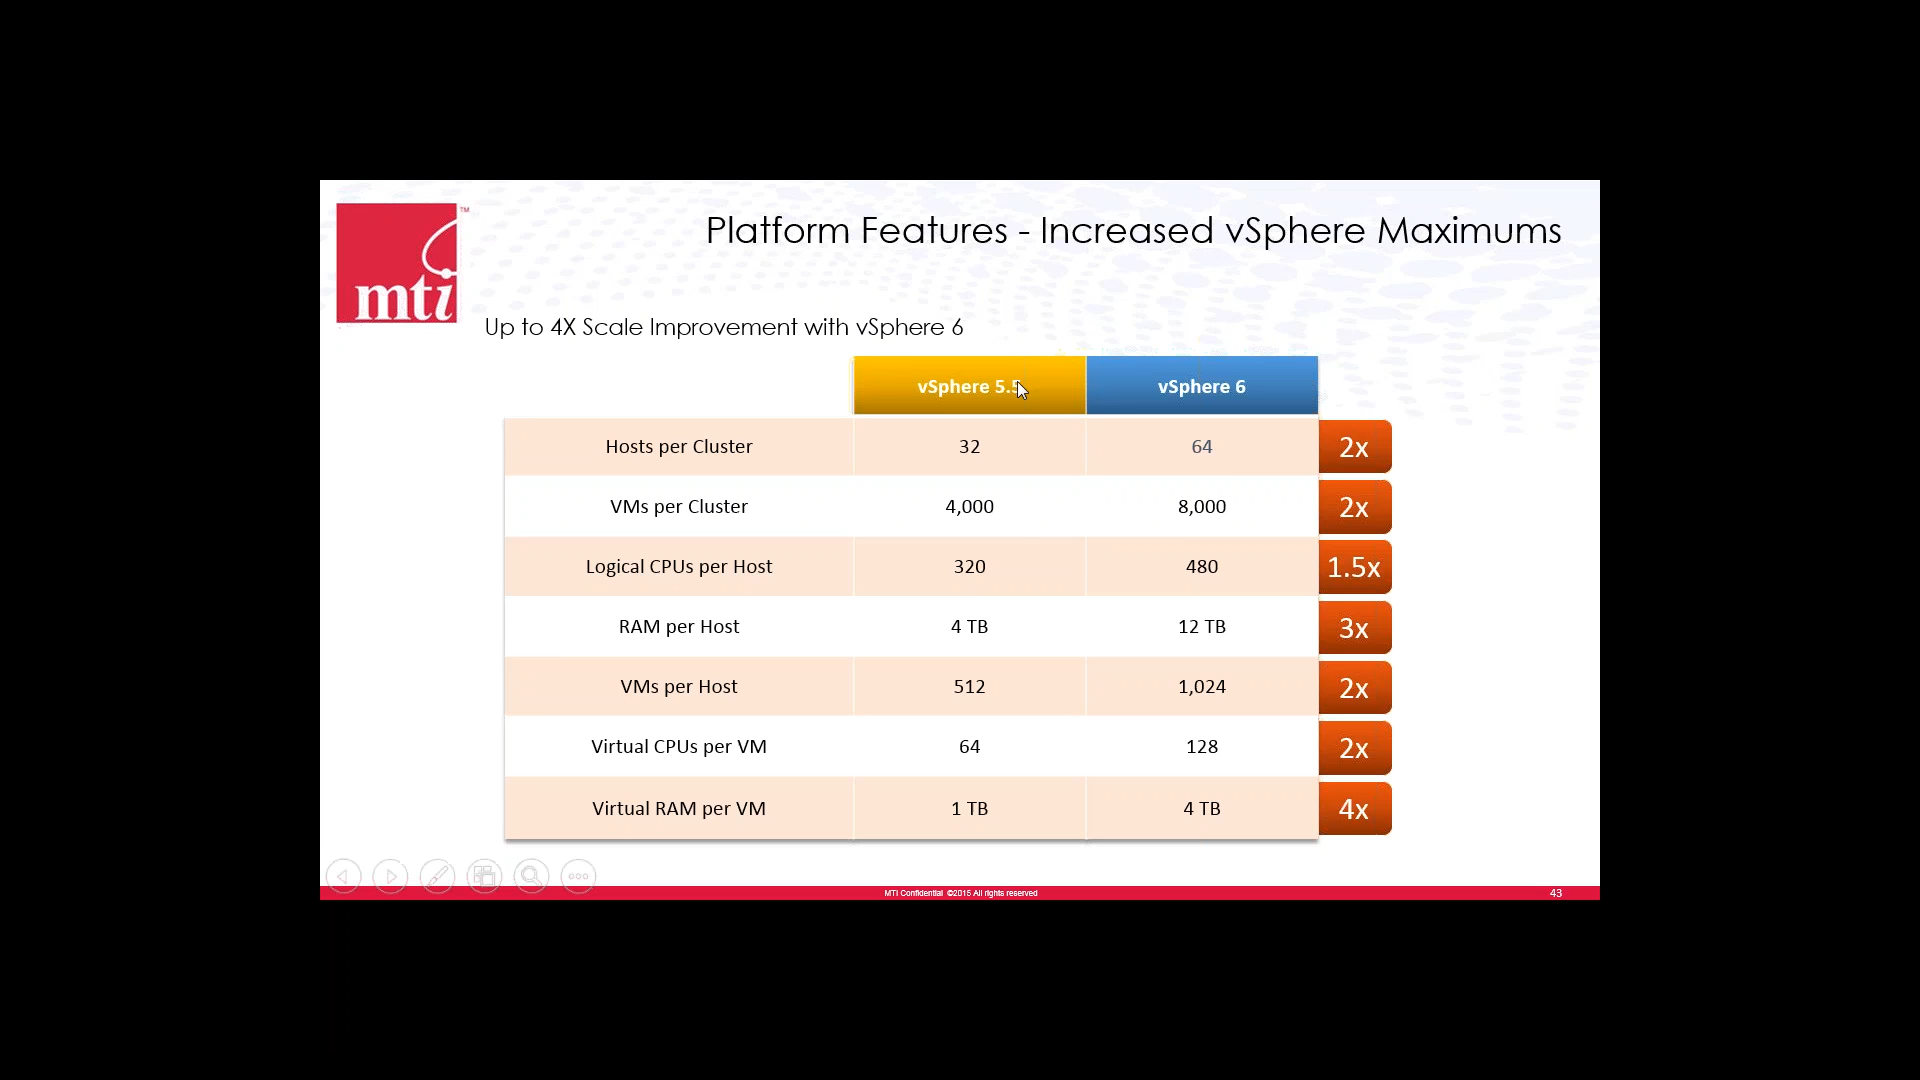 mti
™
Platform Features - Increased vSphere Maximums
Up to 4X Scale Improvement with vSphere 6
vSphere 5.5 vSphere 6
Hosts per Cluster 32 64 2x
VMs per Cluster 4,000 8,000 2x
Logical CPUs per Host 320 480 1.5x
RAM per Host 4 TB 12 TB 3x
VMs per Host 512 1,024 2x
Virtual CPUs per VM 64 128 2x
Virtual RAM per VM 1 TB 4 TB 4x
MTI Confidential ©2015 All rights reserved
43